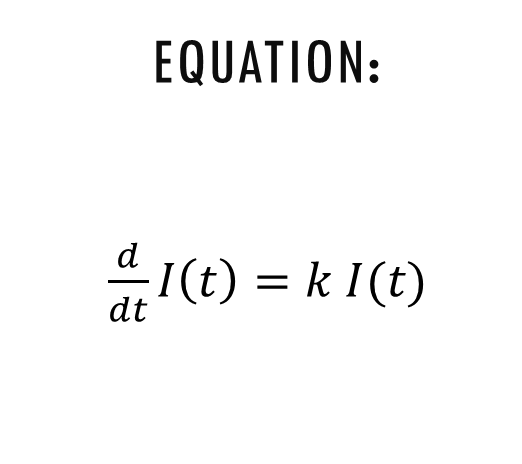 EQUATION:
d/dt I(t) = k I(t)